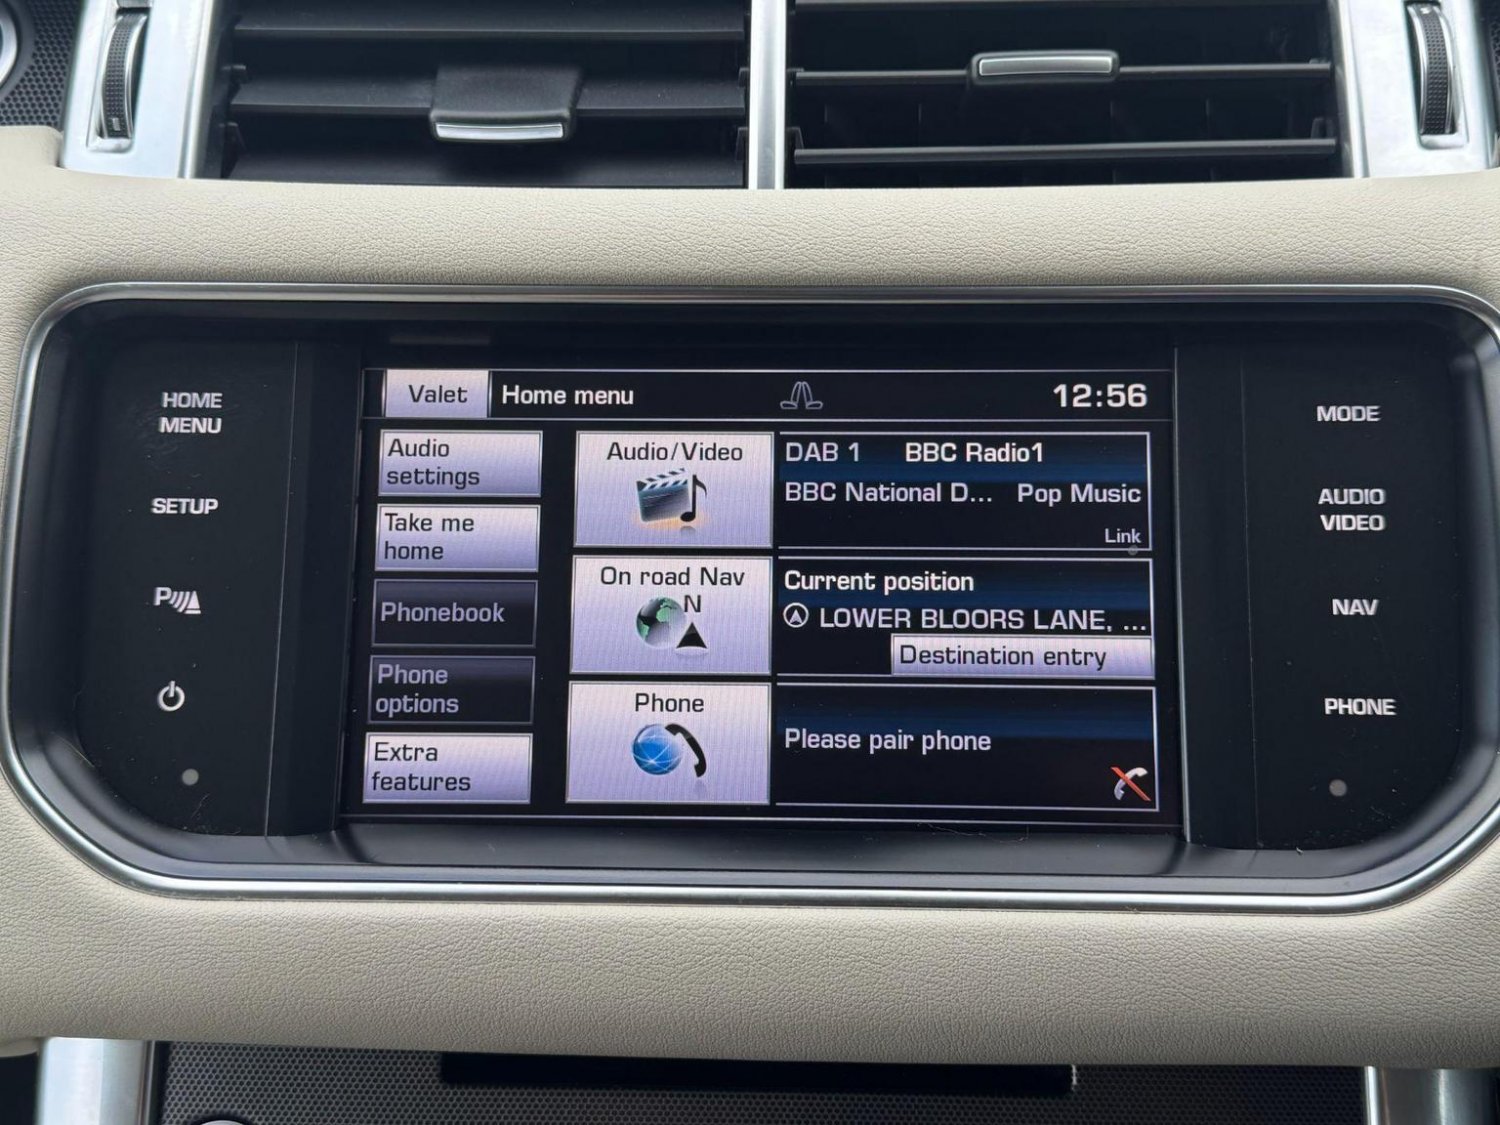 HOME
MENU
SETUP
P
Valet
Home menu
12:56
Audio
settings
Take me
home
Phonebook
Phone
options
Extra
features
Audio/Video
On road Nav
N
Phone
DAB 1 BBC Radio1
BBC National D... Pop Music
Link
Current position
LOWER BLOORS LANE, ...
Destination entry
Please pair phone
MODE
AUDIO
VIDEO
NAV
PHONE